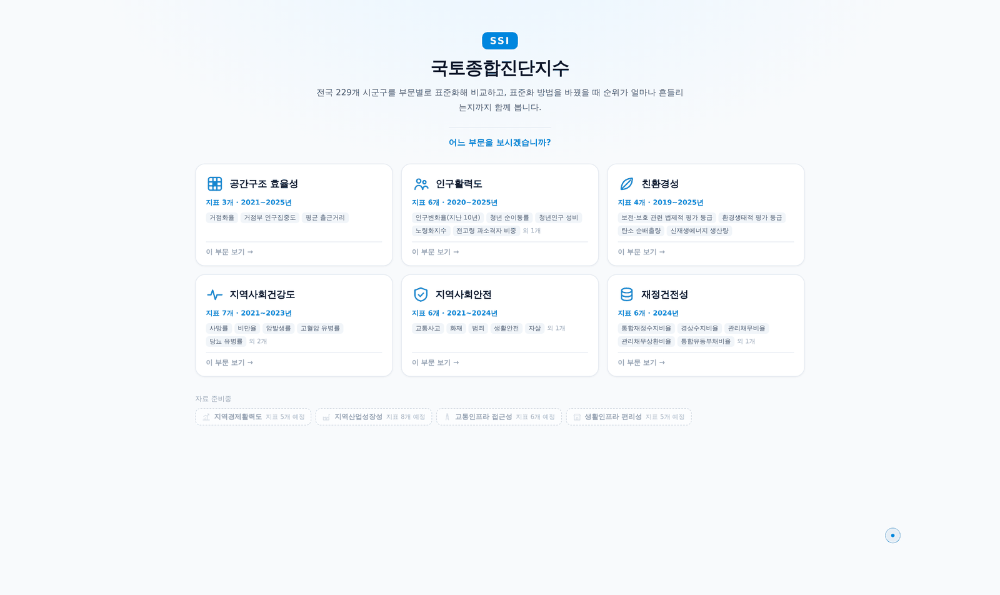 SSI
국토종합진단지수
전국 229개 시군구를 부문별로 표준화해 비교하고, 표준화 방법을 바꿨을 때 순위가 얼마나 흔들리
는지까지 함께 봅니다.
어느 부문을 보시겠습니까?
공간구조 효율성
지표 3개 · 2021~2025년
거점화율 거점부 인구집중도 평균 출근거리
이 부문 보기 →
인구활력도
지표 6개 · 2020~2025년
인구변화율(지난 10년) 청년 순이동률 청년인구 성비
노령화지수 전고령 과소격자 비중 외 1개
이 부문 보기 →
친환경성
지표 4개 · 2019~2025년
보전·보호 관련 법제적 평가 등급 환경생태적 평가 등급
탄소 순배출량 신재생에너지 생산량
이 부문 보기 →
지역사회건강도
지표 7개 · 2021~2023년
사망률 비만율 암발생률 고혈압 유병률
당뇨 유병률 외 2개
이 부문 보기 →
지역사회안전
지표 6개 · 2021~2024년
교통사고 화재 범죄 생활안전 자살 외 1개
이 부문 보기 →
재정건전성
지표 6개 · 2024년
통합재정수지비율 경상수지비율 관리채무비율
관리채무상환비율 통합유동부채비율 외 1개
이 부문 보기 →
자료 준비중
지역경제활력도 지표 5개 예정
지역산업성장성 지표 8개 예정
교통인프라 접근성 지표 6개 예정
생활인프라 편리성 지표 5개 예정